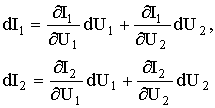 dI₁ = ∂I₁/∂U₁ dU₁ + ∂I₁/∂U₂ dU₂,
dI₂ = ∂I₂/∂U₁ dU₁ + ∂I₂/∂U₂ dU₂